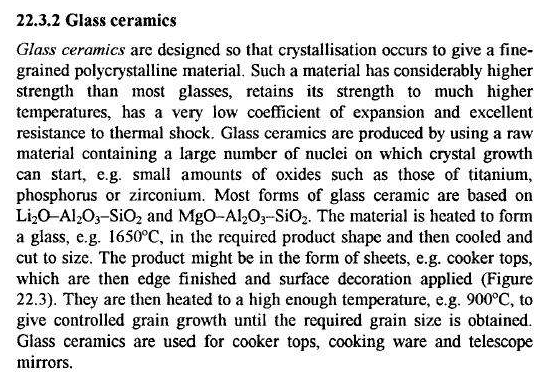 22.3.2 Glass ceramics
Glass ceramics are designed so that crystallisation occurs to give a fine-
grained polycrystalline material. Such a material has considerably higher
strength than most glasses, retains its strength to much higher
temperatures, has a very low coefficient of expansion and excellent
resistance to thermal shock. Glass ceramics are produced by using a raw
material containing a large number of nuclei on which crystal growth
can start, e.g. small amounts of oxides such as those of titanium,
phosphorus or zirconium. Most forms of glass ceramic are based on
Li₂O–Al₂O₃–SiO₂ and MgO–Al₂O₃–SiO₂. The material is heated to form
a glass, e.g. 1650°C, in the required product shape and then cooled and
cut to size. The product might be in the form of sheets, e.g. cooker tops,
which are then edge finished and surface decoration applied (Figure
22.3). They are then heated to a high enough temperature, e.g. 900°C, to
give controlled grain growth until the required grain size is obtained.
Glass ceramics are used for cooker tops, cooking ware and telescope
mirrors.